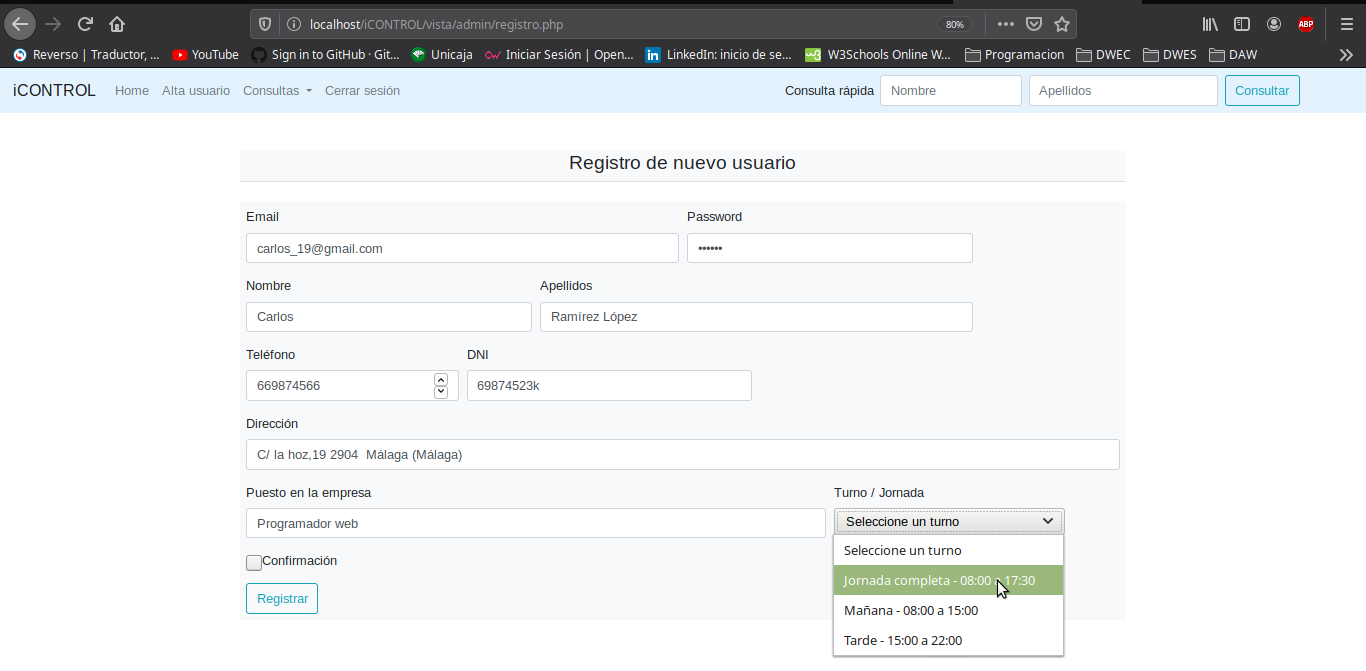 localhost/iCONTROL/vista/admin/registro.php 80% ABP
Reverso | Traductor, ... YouTube Sign in to GitHub · Git... Unicaja Iniciar Sesión | Open... in LinkedIn: inicio de se... W3Schools Online W... Programacion DWEC DWES DAW
iCONTROL Home Alta usuario Consultas Cerrar sesión Consulta rápida Nombre Apellidos Consultar
Registro de nuevo usuario
Email Password
carlos_19@gmail.com ••••••
Nombre Apellidos
Carlos Ramírez López
Teléfono DNI
669874566 69874523k
Dirección
C/ la hoz,19 2904 Málaga (Málaga)
Puesto en la empresa Turno / Jornada
Programador web Seleccione un turno
Seleccione un turno
Confirmación
Jornada completa - 08:00 a 17:30
Registrar
Mañana - 08:00 a 15:00
Tarde - 15:00 a 22:00